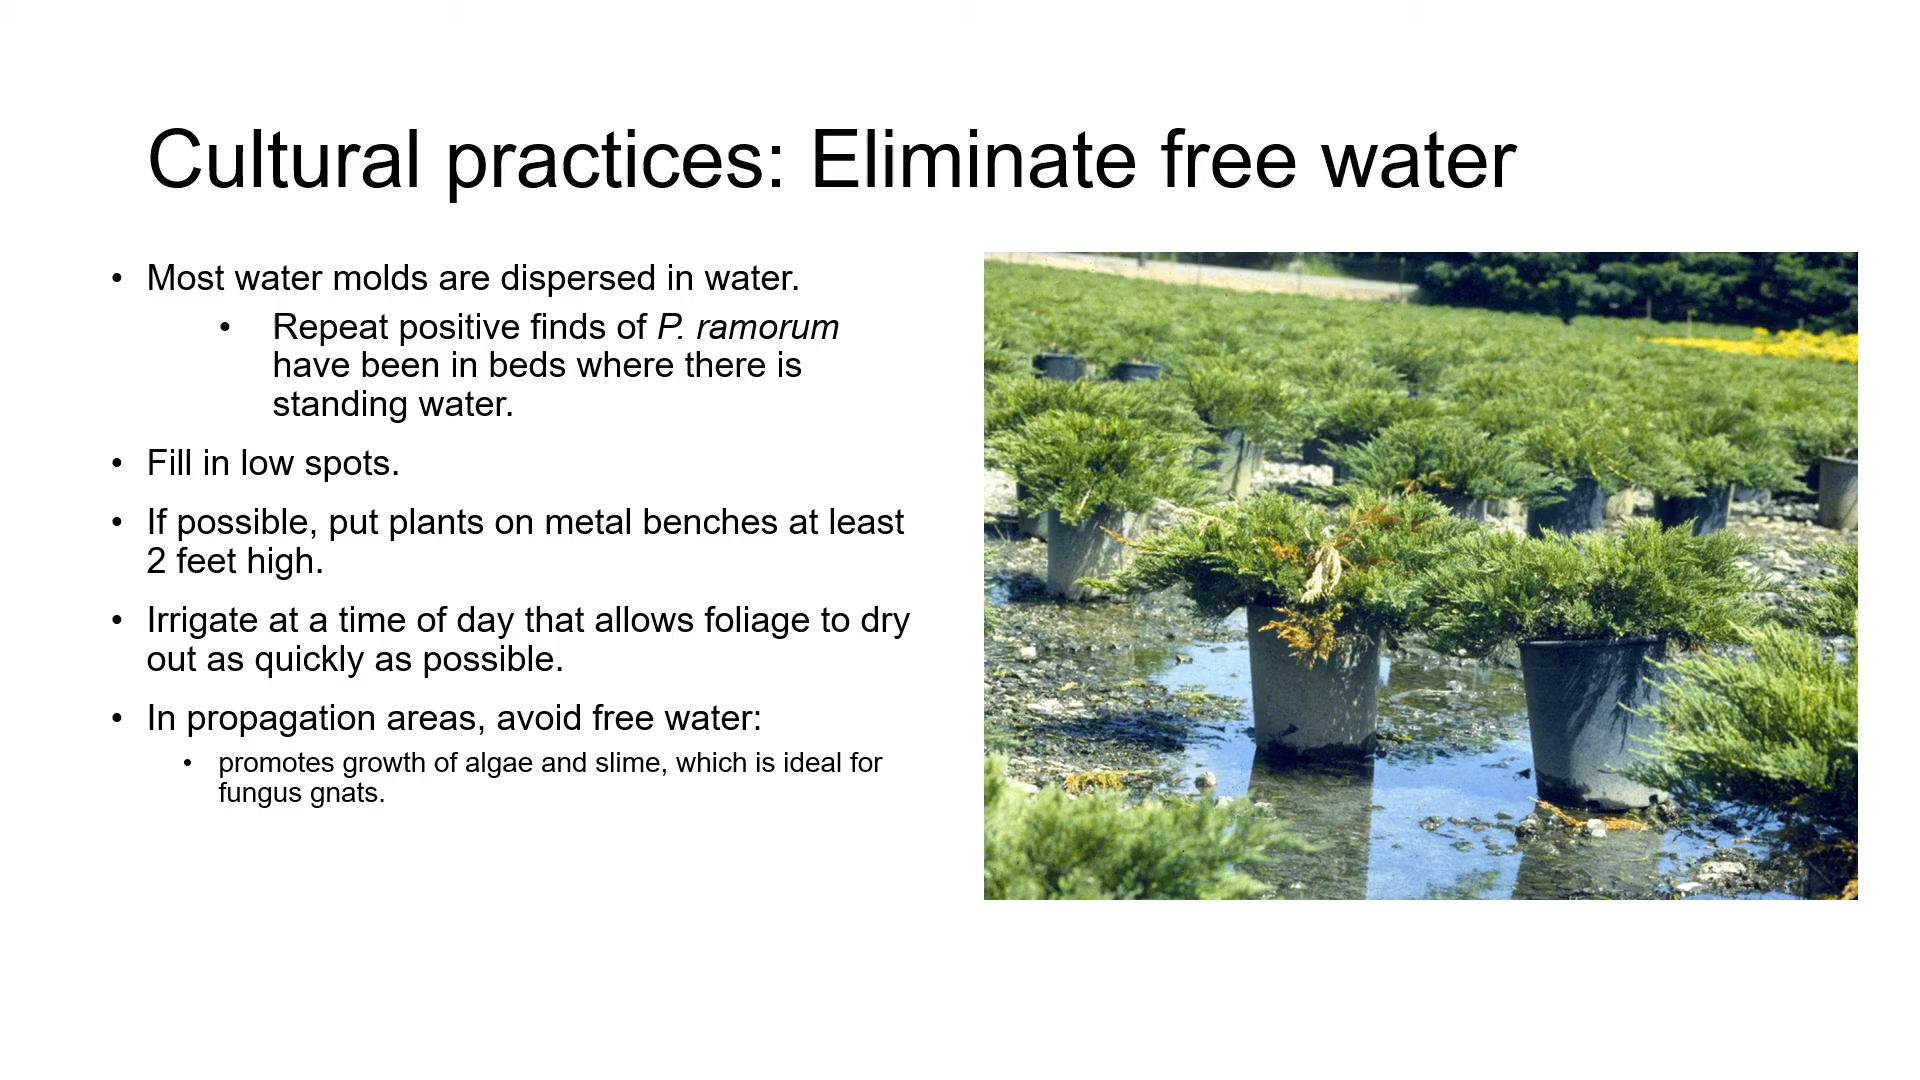 Cultural practices: Eliminate free water
• Most water molds are dispersed in water.
• Repeat positive finds of P. ramorum
have been in beds where there is
standing water.
• Fill in low spots.
• If possible, put plants on metal benches at least
2 feet high.
• Irrigate at a time of day that allows foliage to dry
out as quickly as possible.
• In propagation areas, avoid free water:
• promotes growth of algae and slime, which is ideal for
fungus gnats.